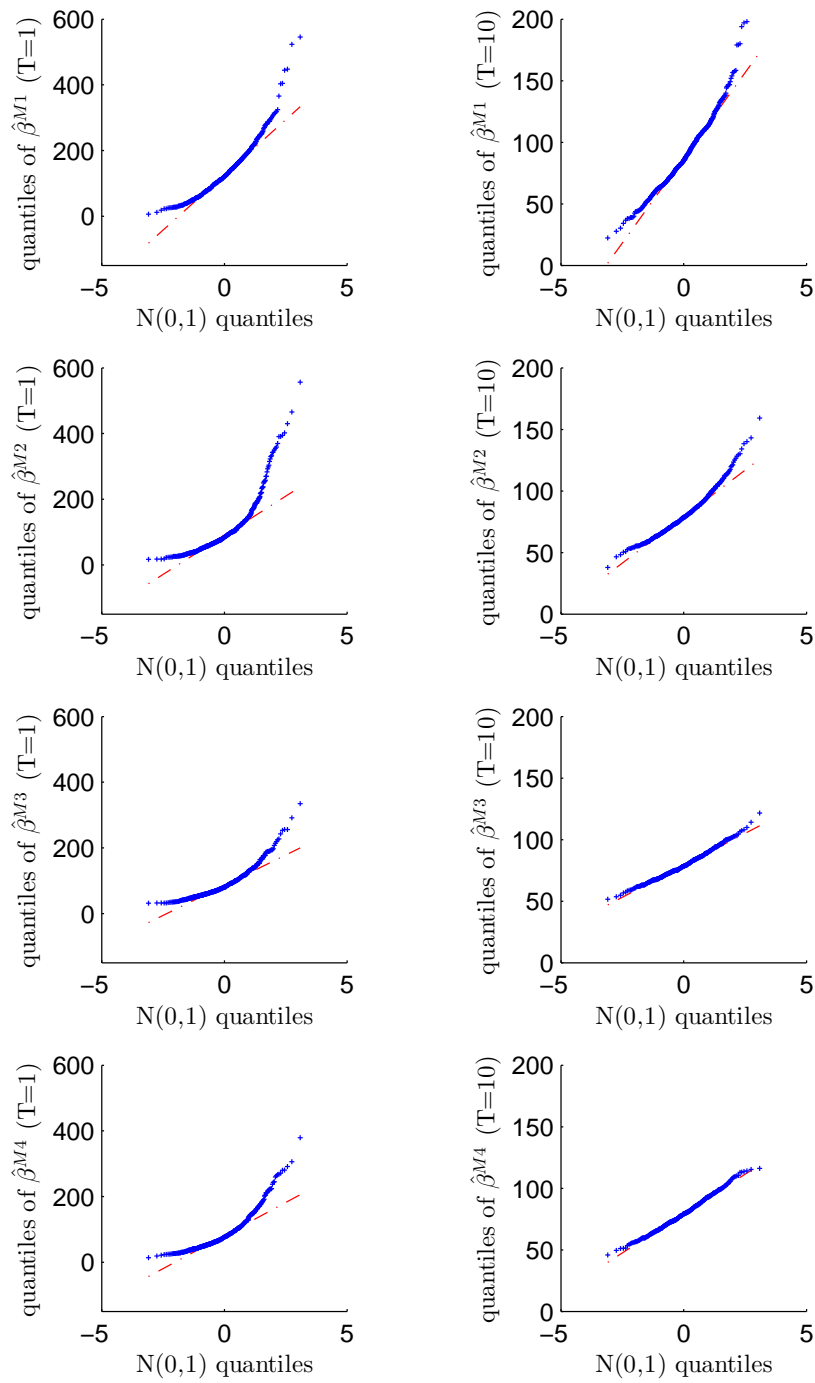 quantiles of β̂^{M1} (T=1)
600
400
200
0
−5 0 5
N(0,1) quantiles
quantiles of β̂^{M1} (T=10)
200
150
100
50
0
−5 0 5
N(0,1) quantiles
quantiles of β̂^{M2} (T=1)
600
400
200
0
−5 0 5
N(0,1) quantiles
quantiles of β̂^{M2} (T=10)
200
150
100
50
0
−5 0 5
N(0,1) quantiles
quantiles of β̂^{M3} (T=1)
600
400
200
0
−5 0 5
N(0,1) quantiles
quantiles of β̂^{M3} (T=10)
200
150
100
50
0
−5 0 5
N(0,1) quantiles
quantiles of β̂^{M4} (T=1)
600
400
200
0
−5 0 5
N(0,1) quantiles
quantiles of β̂^{M4} (T=10)
200
150
100
50
0
−5 0 5
N(0,1) quantiles